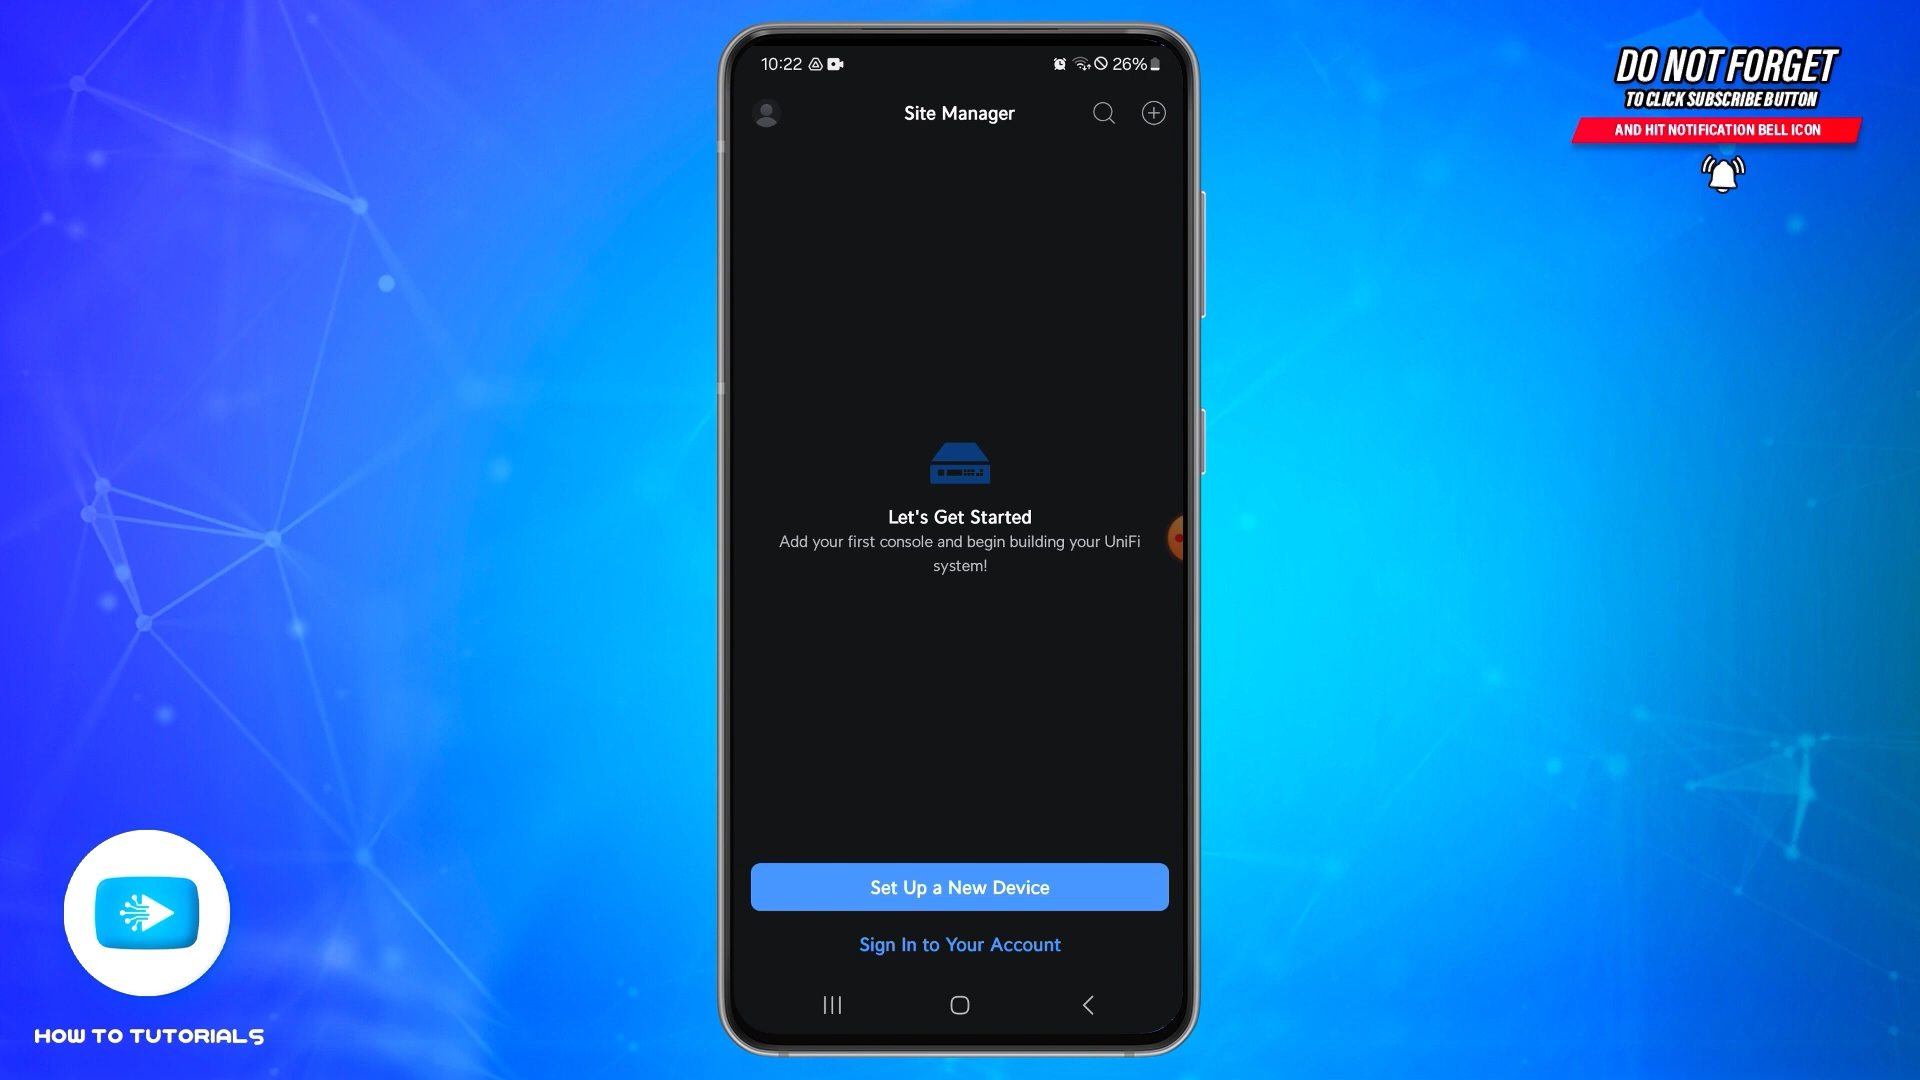 DO NOT FORGET
TO CLICK SUBSCRIBE BUTTON
AND HIT NOTIFICATION BELL ICON
10:22
26%
Site Manager
Let's Get Started
Add your first console and begin building your UniFi
system!
Set Up a New Device
Sign In to Your Account
HOW TO TUTORIALS